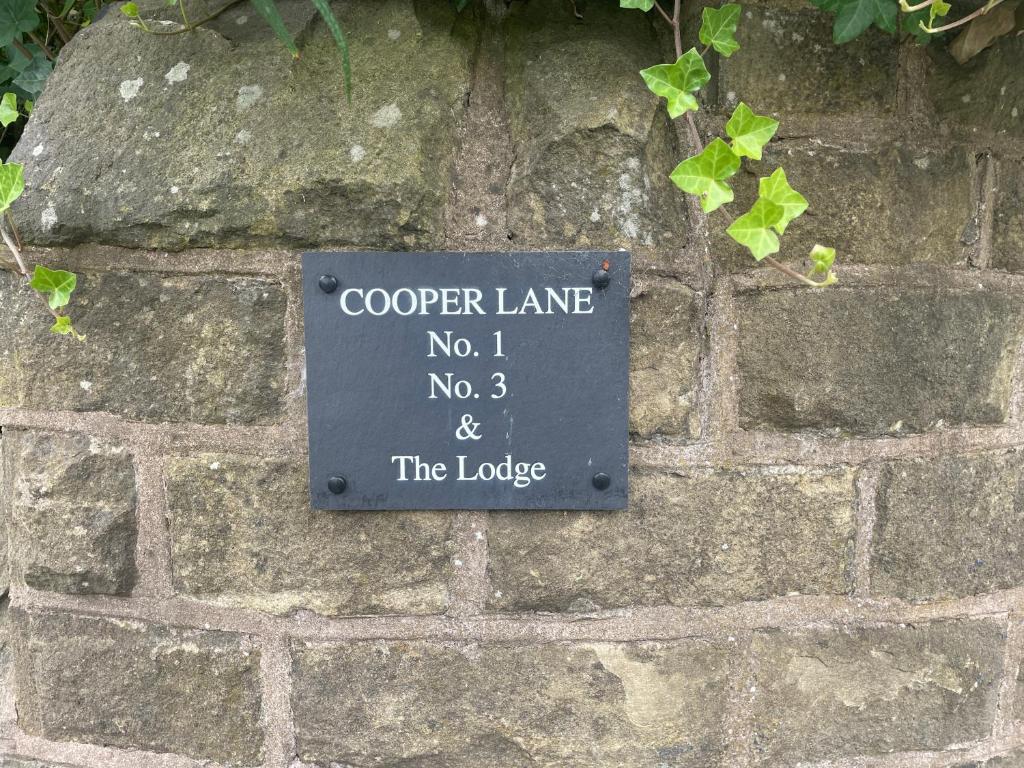 COOPER LANE
No. 1
No. 3
&
The Lodge